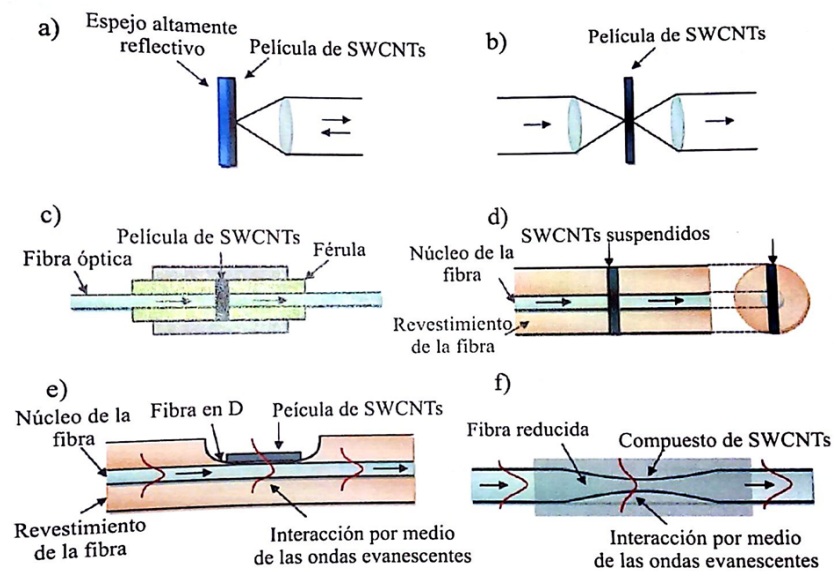 a)
Espejo altamente
reflectivo
Película de SWCNTs
b)
Película de SWCNTs
c)
Película de SWCNTs
Fibra óptica
Férula
d)
SWCNTs suspendidos
Núcleo de la
fibra
Revestimiento
de la fibra
e)
Fibra en D
Peícula de SWCNTs
Núcleo de la
fibra
Revestimiento
de la fibra
Interacción por medio
de las ondas evanescentes
f)
Fibra reducida
Compuesto de SWCNTs
Interacción por medio
de las ondas evanescentes